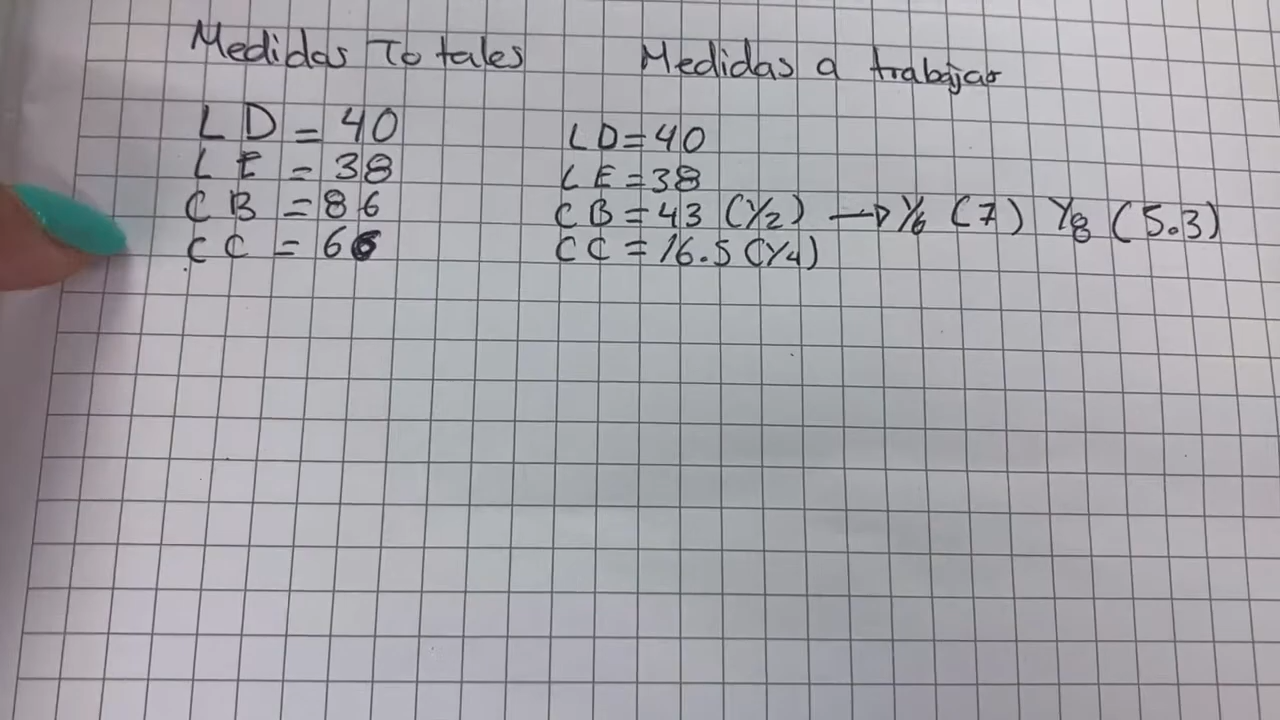 Medidas Totales
LD = 40
LE = 38
CB = 86
CC = 66
Medidas a trabajar
LD = 40
LE = 38
CB = 43 (1/2) → 1/6 (7) 1/8 (5.3)
CC = 16.5 (1/4)